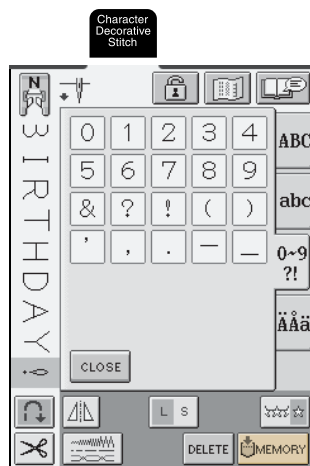 Character
Decorative
Stitch
N
0 1 2 3 4
5 6 7 8 9
& ? ! ( )
' , . — _
CLOSE
ABC
abc
0~9
?!
ÄÅä
IRTHDAY
L S
DELETE
MEMORY